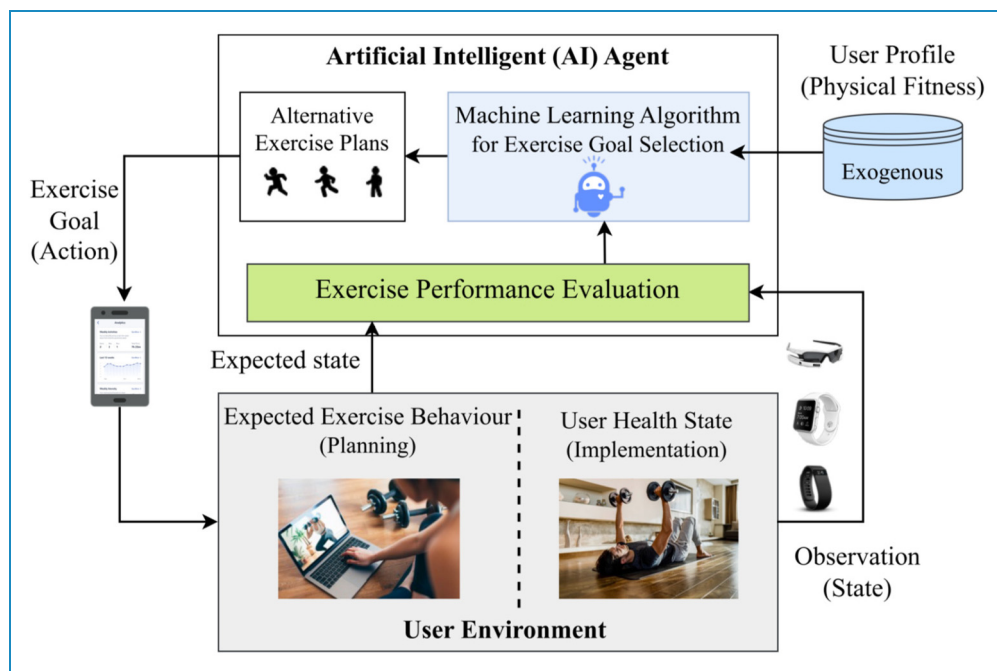 Artificial Intelligent (AI) Agent
User Profile
(Physical Fitness)
Alternative
Exercise Plans
Machine Learning Algorithm
for Exercise Goal Selection
Exogenous
Exercise
Goal
(Action)
Exercise Performance Evaluation
Expected state
Expected Exercise Behaviour
(Planning)
User Health State
(Implementation)
Observation
(State)
User Environment